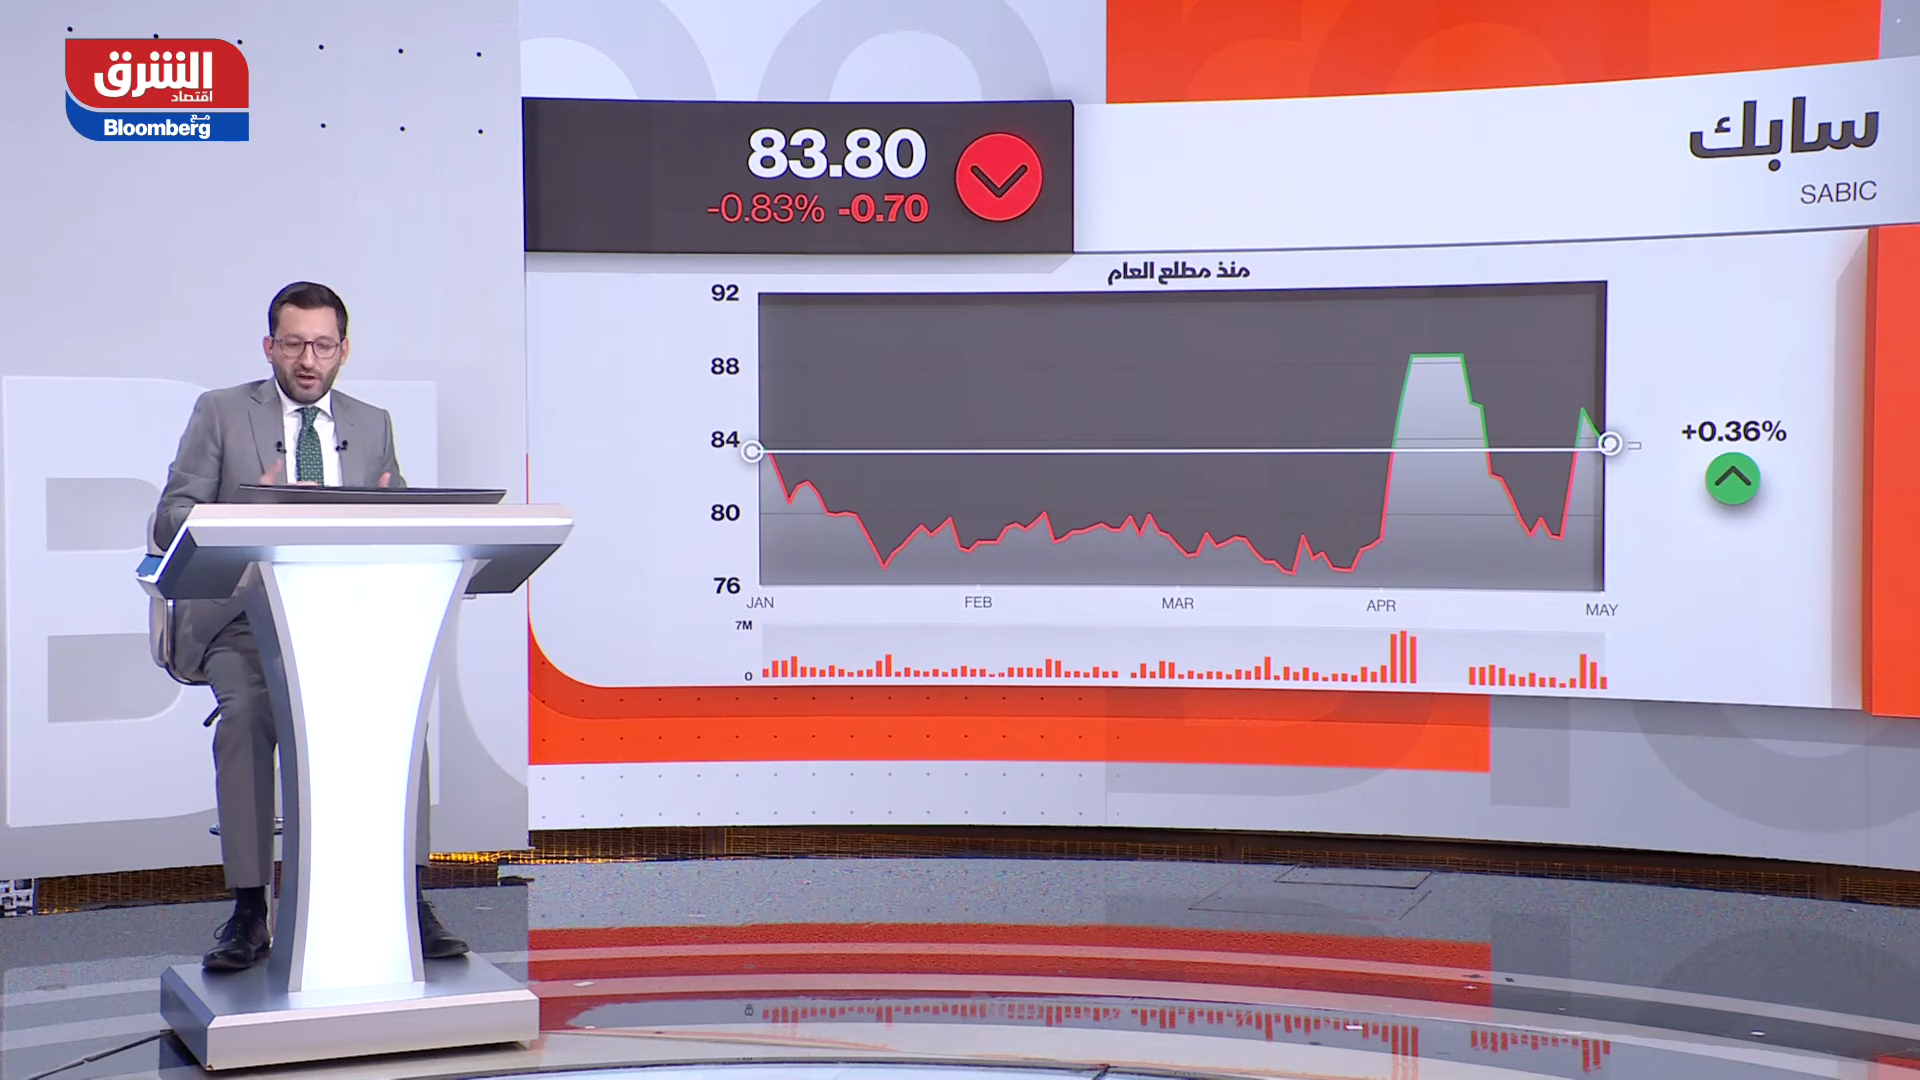 الشرق
اقتصاد
مع
Bloomberg
سابك
SABIC
83.80
-0.83% -0.70
منذ مطلع العام
92
88
84
80
76
JAN FEB MAR APR MAY
7M
0
+0.36%